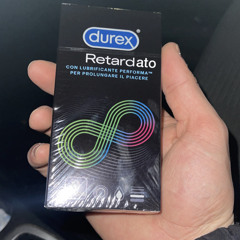 durex
Retardato
CON LUBRIFICANTE PERFORMA™
PER PROLUNGARE IL PIACERE